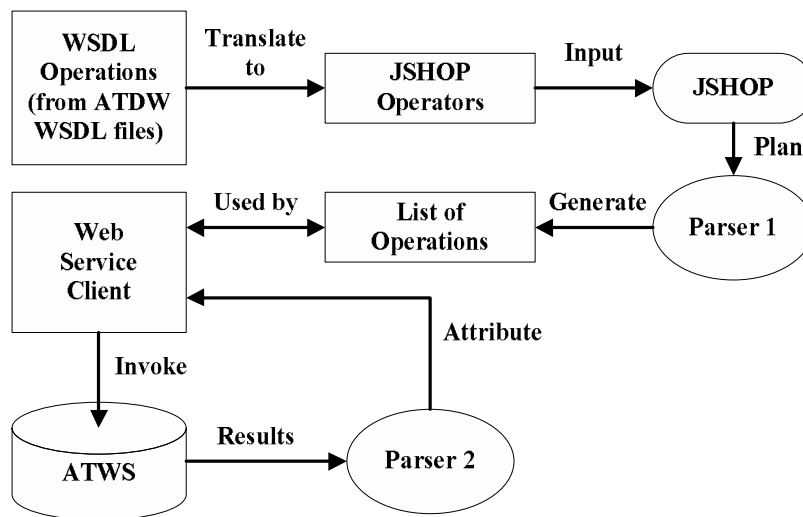 WSDL
Operations
(from ATDW
WSDL files)
Translate
to
JSHOP
Operators
Input
JSHOP
Plan
Web
Service
Client
Used by
List of
Operations
Generate
Parser 1
Invoke
Attribute
ATWS
Results
Parser 2